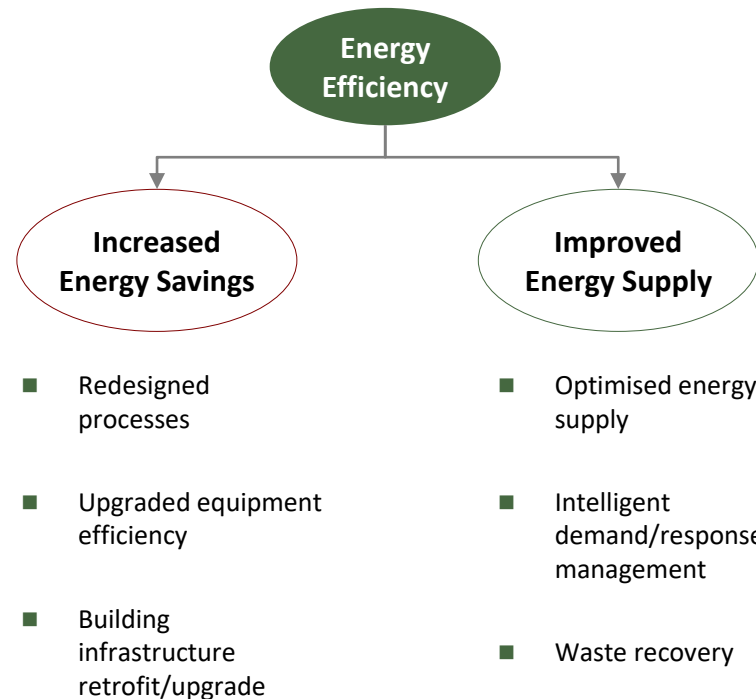 Energy
Efficiency
Increased
Energy Savings
Improved
Energy Supply
Redesigned
processes
Upgraded equipment
efficiency
Building
infrastructure
retrofit/upgrade
Optimised energy
supply
Intelligent
demand/response
management
Waste recovery